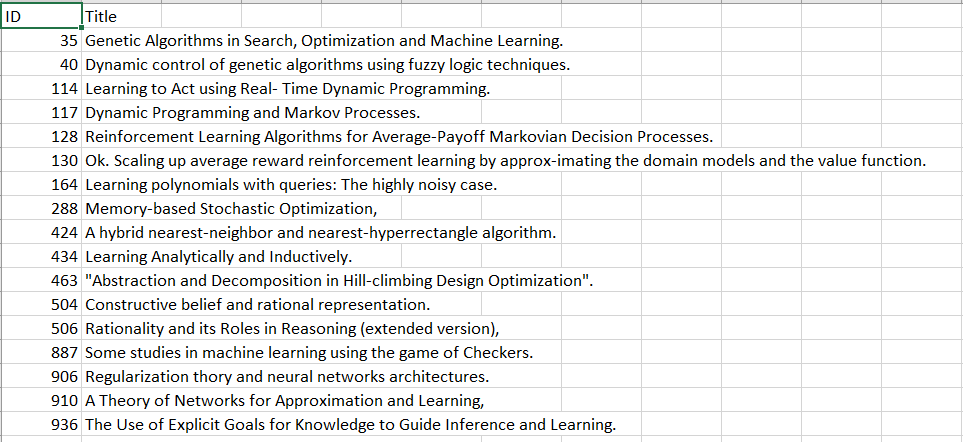 ID Title
35 Genetic Algorithms in Search, Optimization and Machine Learning.
40 Dynamic control of genetic algorithms using fuzzy logic techniques.
114 Learning to Act using Real- Time Dynamic Programming.
117 Dynamic Programming and Markov Processes.
128 Reinforcement Learning Algorithms for Average-Payoff Markovian Decision Processes.
130 Ok. Scaling up average reward reinforcement learning by approx-imating the domain models and the value function.
164 Learning polynomials with queries: The highly noisy case.
288 Memory-based Stochastic Optimization,
424 A hybrid nearest-neighbor and nearest-hyperrectangle algorithm.
434 Learning Analytically and Inductively.
463 "Abstraction and Decomposition in Hill-climbing Design Optimization".
504 Constructive belief and rational representation.
506 Rationality and its Roles in Reasoning (extended version),
887 Some studies in machine learning using the game of Checkers.
906 Regularization thory and neural networks architectures.
910 A Theory of Networks for Approximation and Learning,
936 The Use of Explicit Goals for Knowledge to Guide Inference and Learning.